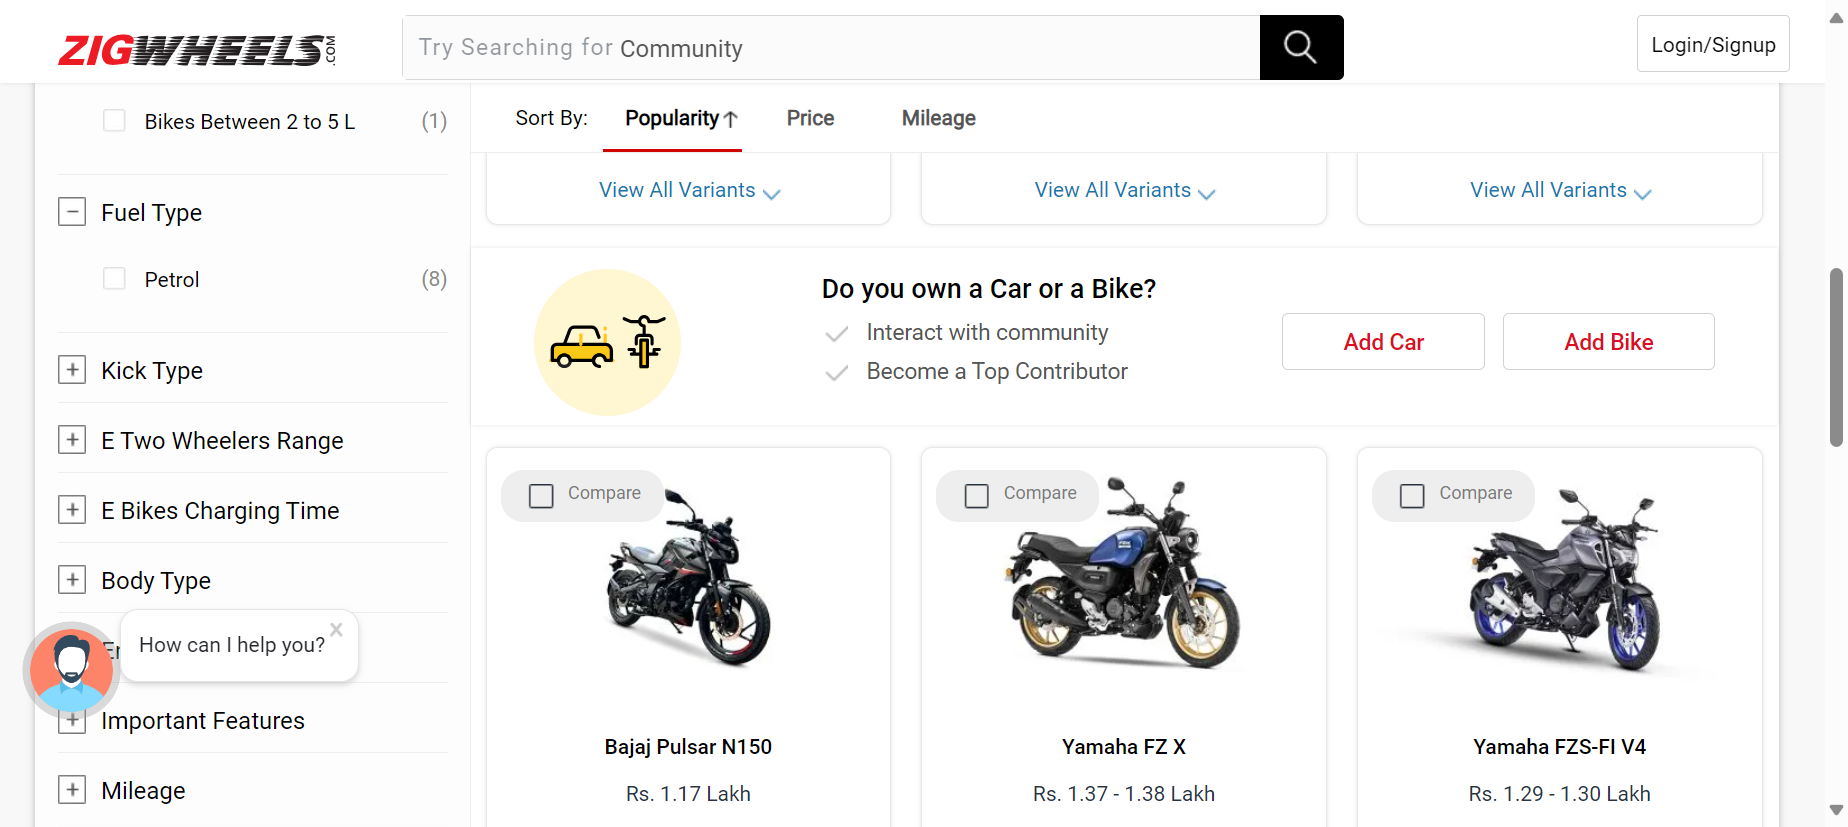 ZIGWHEELS.COM
Try Searching for Community
Login/Signup
Bikes Between 2 to 5 L (1)
Fuel Type
Petrol (8)
Kick Type
E Two Wheelers Range
E Bikes Charging Time
Body Type
How can I help you?
Important Features
Mileage
Sort By: Popularity Price Mileage
View All Variants
View All Variants
View All Variants
Do you own a Car or a Bike?
Interact with community
Become a Top Contributor
Add Car
Add Bike
Compare
Compare
Compare
Bajaj Pulsar N150
Rs. 1.17 Lakh
Yamaha FZ X
Rs. 1.37 - 1.38 Lakh
Yamaha FZS-FI V4
Rs. 1.29 - 1.30 Lakh